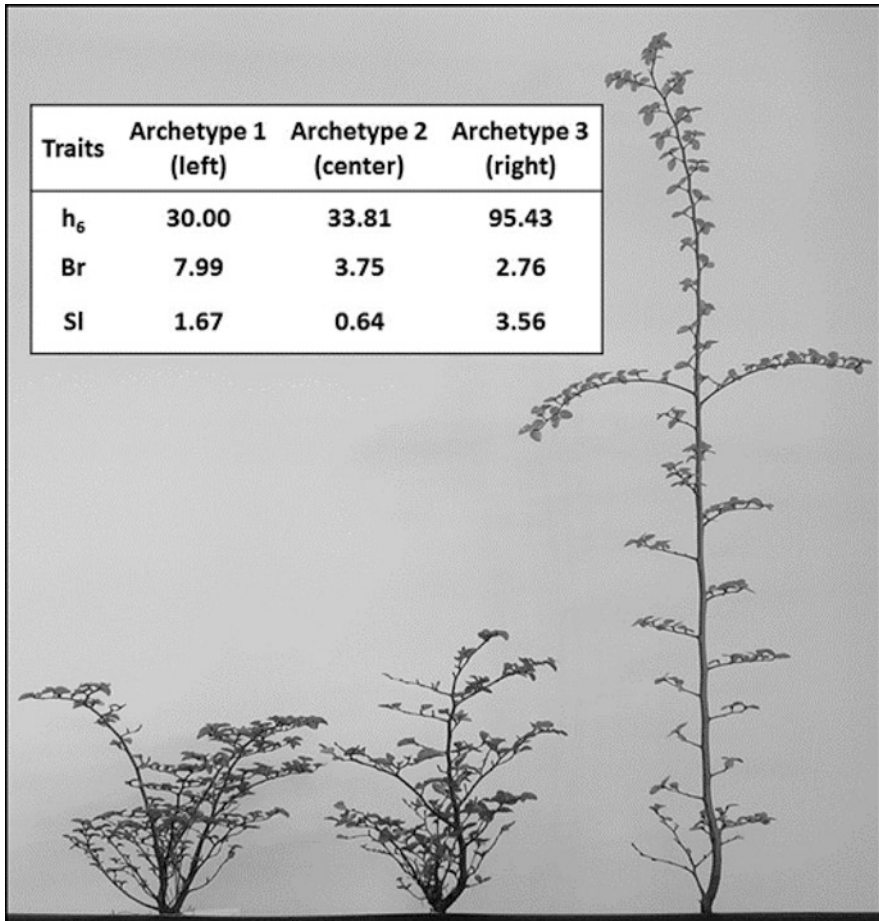 Traits Archetype 1 (left) Archetype 2 (center) Archetype 3 (right)
h₆ 30.00 33.81 95.43
Br 7.99 3.75 2.76
Sl 1.67 0.64 3.56